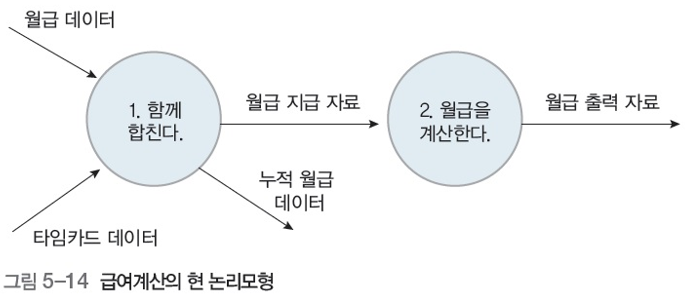 월급 데이터
1. 함께
합친다.
월급 지급 자료
2. 월급을
계산한다.
월급 출력 자료
누적 월급
데이터
타임카드 데이터
그림 5-14 급여계산의 현 논리모형